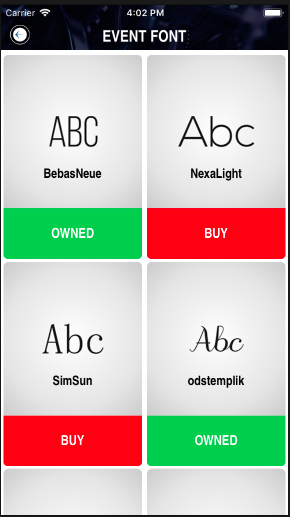 Carrier 4:02 PM
EVENT FONT
ABC
BebasNeue
OWNED
Abc
NexaLight
BUY
Abc
SimSun
BUY
Abc
odstemplik
OWNED